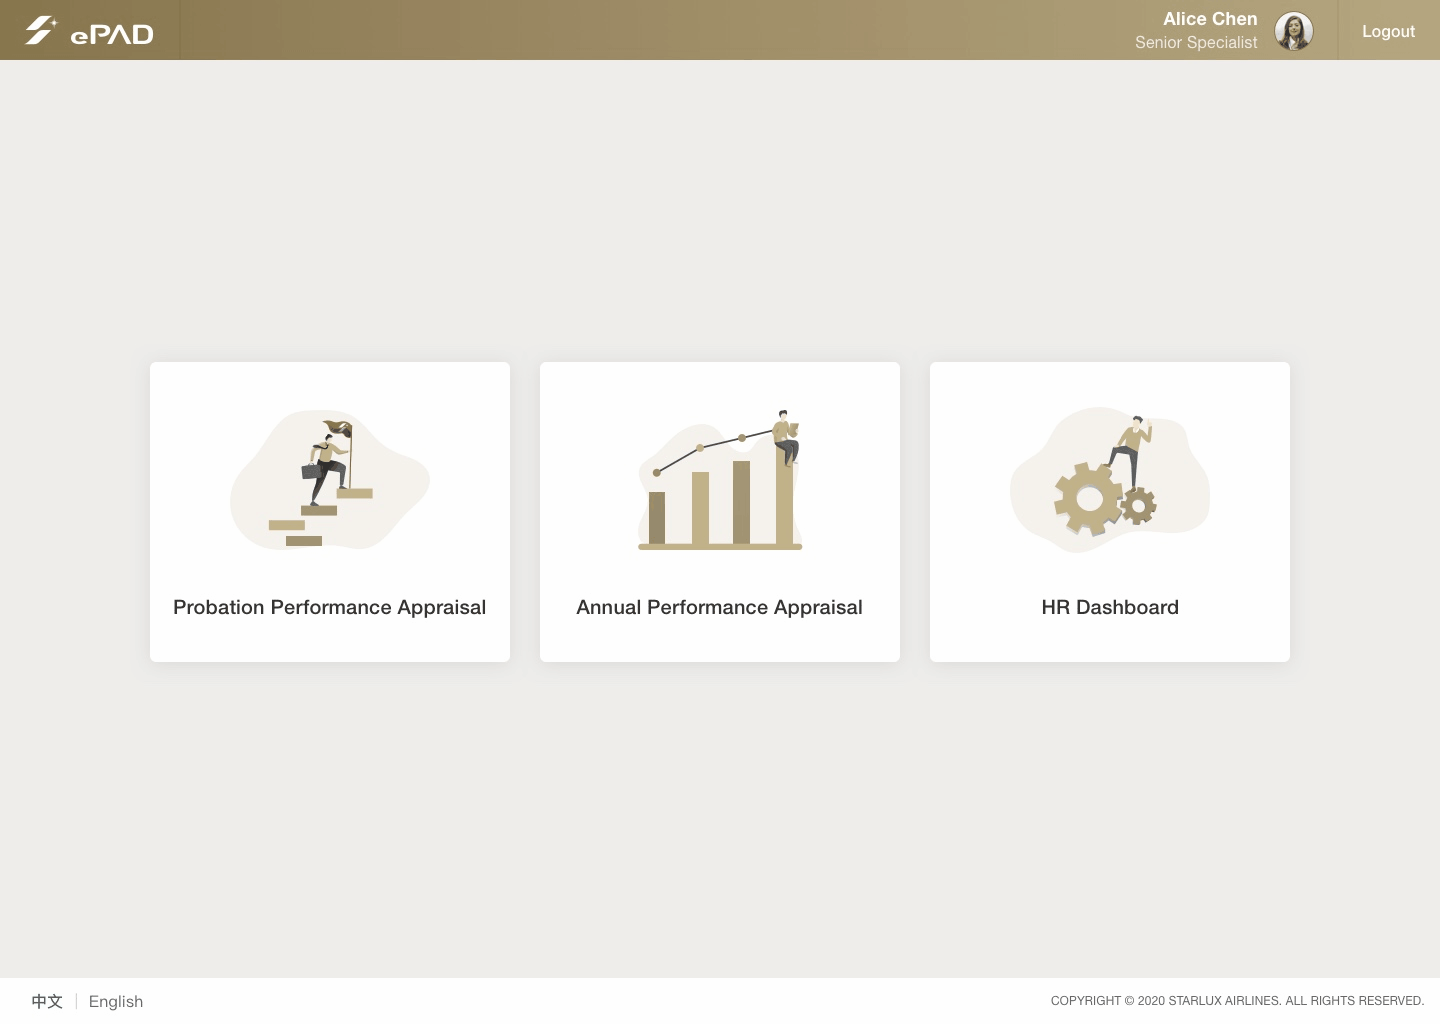 ePAD
Alice Chen
Senior Specialist
Logout
Probation Performance Appraisal
Annual Performance Appraisal
HR Dashboard
中文
English
COPYRIGHT © 2020 STARLUX AIRLINES. ALL RIGHTS RESERVED.